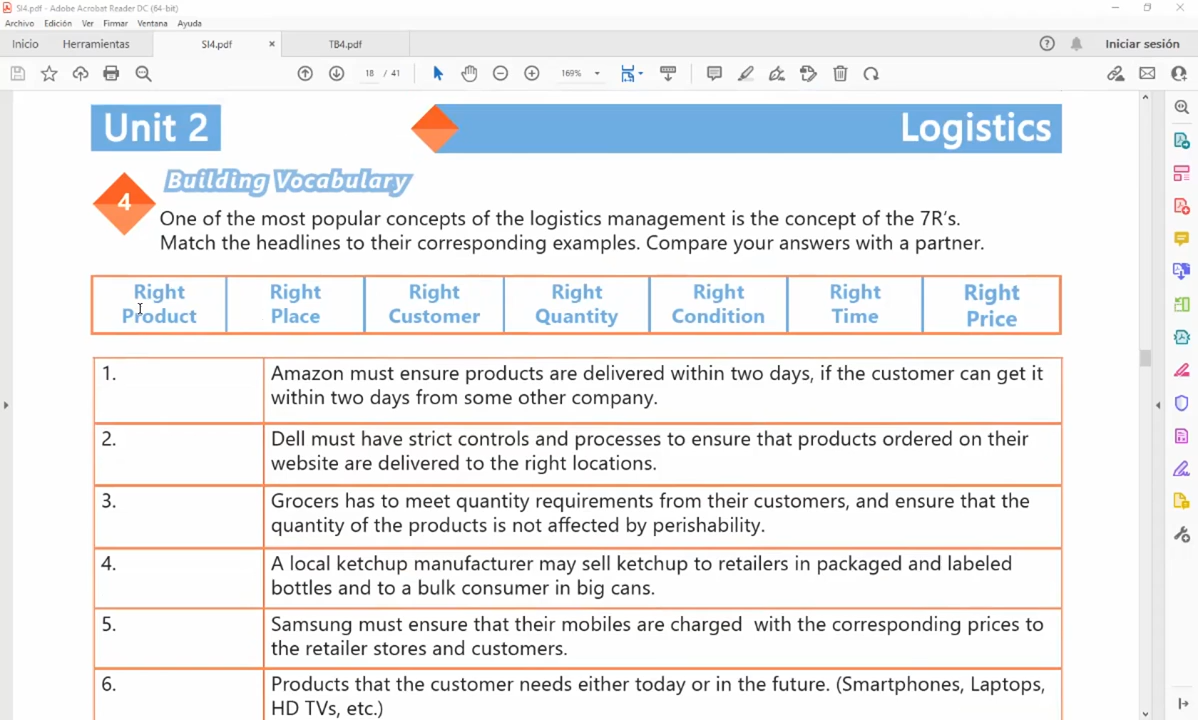 SI4.pdf - Adobe Acrobat Reader DC (64-bit)
Archivo Edición Ver Firmar Ventana Ayuda
Inicio Herramientas SI4.pdf × TB4.pdf Iniciar sesión
18 / 41 169%
Unit 2 Logistics
4 Building Vocabulary
One of the most popular concepts of the logistics management is the concept of the 7R's.
Match the headlines to their corresponding examples. Compare your answers with a partner.
Right Product
Right Place
Right Customer
Right Quantity
Right Condition
Right Time
Right Price
1. Amazon must ensure products are delivered within two days, if the customer can get it
within two days from some other company.
2. Dell must have strict controls and processes to ensure that products ordered on their
website are delivered to the right locations.
3. Grocers has to meet quantity requirements from their customers, and ensure that the
quantity of the products is not affected by perishability.
4. A local ketchup manufacturer may sell ketchup to retailers in packaged and labeled
bottles and to a bulk consumer in big cans.
5. Samsung must ensure that their mobiles are charged with the corresponding prices to
the retailer stores and customers.
6. Products that the customer needs either today or in the future. (Smartphones, Laptops,
HD TVs, etc.)